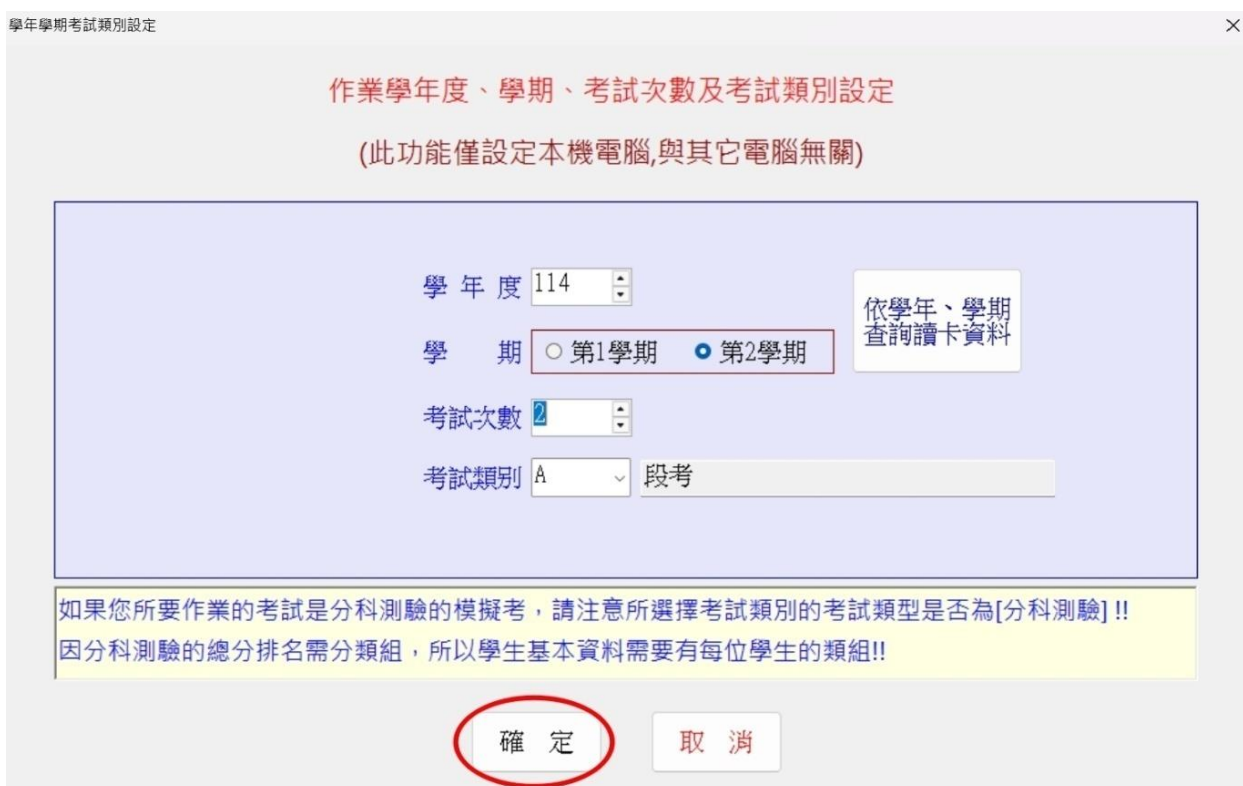 學年學期考試類別設定
作業學年度、學期、考試次數及考試類別設定
(此功能僅設定本機電腦,與其它電腦無關)
學 年 度 114
依學年、學期
查詢讀卡資料
學 期 第1學期 第2學期
考試次數 2
考試類別 A 段考
如果您所要作業的考試是分科測驗的模擬考，請注意所選擇考試類別的考試類型是否為[分科測驗] !!
因分科測驗的總分排名需分類組，所以學生基本資料需要有每位學生的類組!!
確 定 取 消